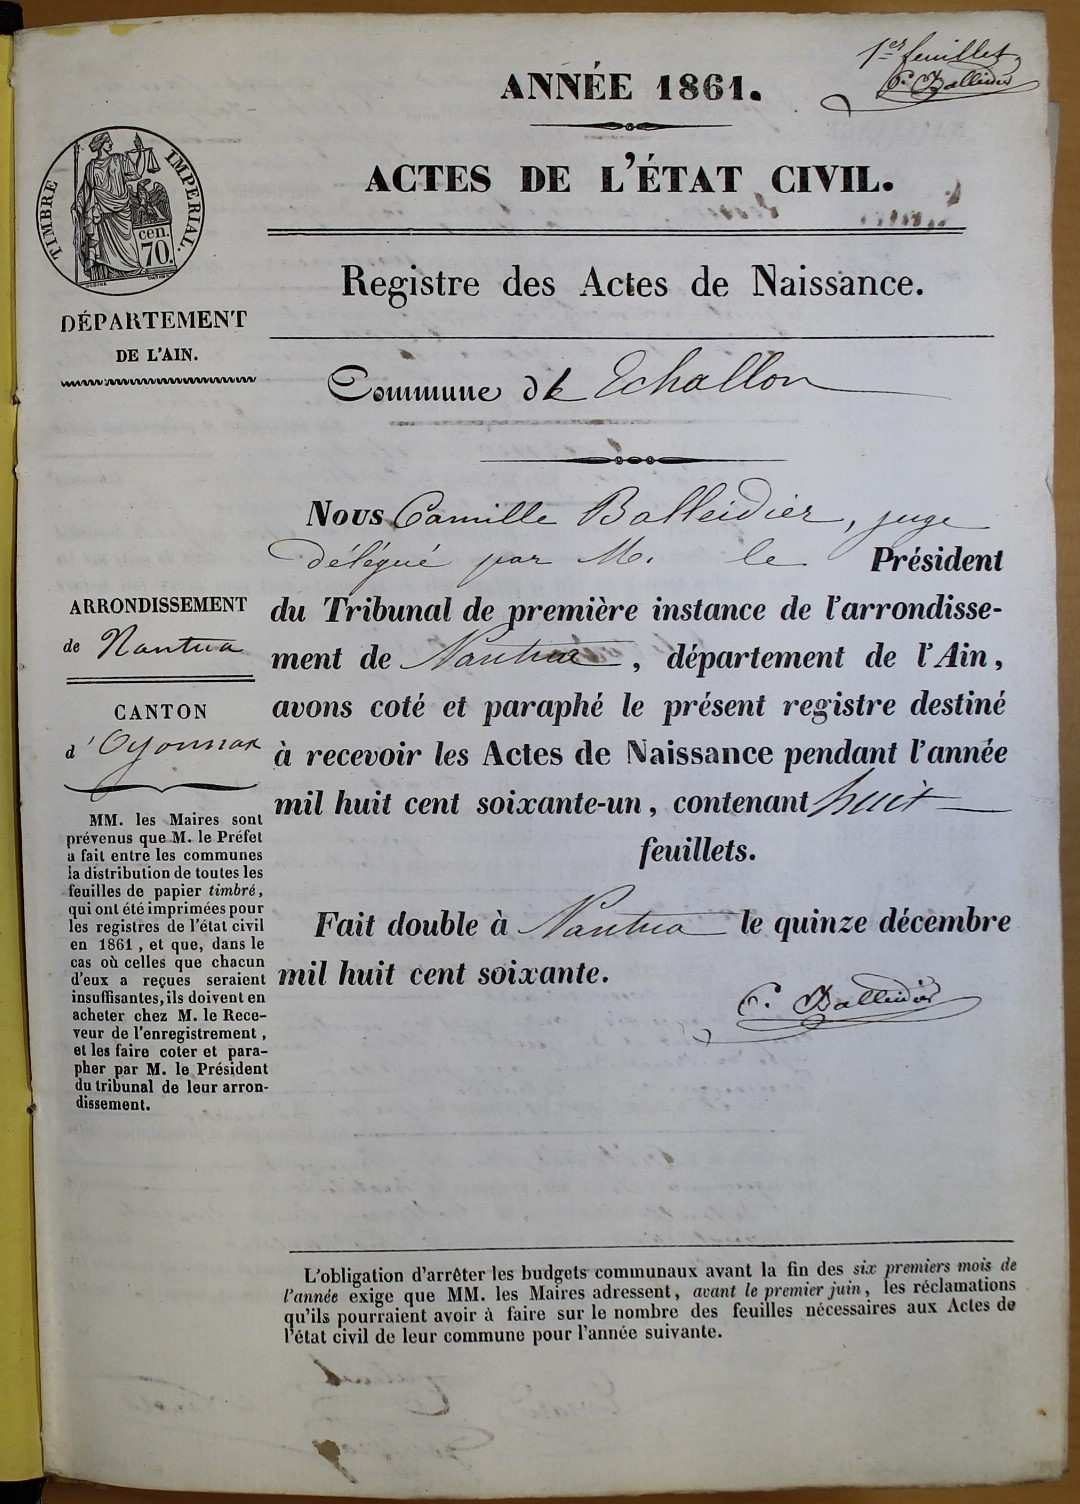 1er feuillet
C. Balleidier
ANNÉE 1861.
ACTES DE L'ÉTAT CIVIL.
TIMBRE IMPÉRIAL.
cen.
70.
DÉPARTEMENT
DE L'AIN.
Registre des Actes de Naissance.
Commune de Echallon
Nous Camille Balleidier, juge
délégué par M. le Président
du Tribunal de première instance de l'arrondisse-
ment de Nantua, département de l'Ain,
avons coté et paraphé le présent registre destiné
à recevoir les Actes de Naissance pendant l'année
mil huit cent soixante-un, contenant huit
feuillets.
Fait double à Nantua le quinze décembre
mil huit cent soixante.
C. Balleidier
ARRONDISSEMENT
de Nantua
CANTON
d'Oyonnax
MM. les Maires sont
prévenus que M. le Préfet
a fait entre les communes
la distribution de toutes les
feuilles de papier timbré,
qui ont été imprimées pour
les registres de l'état civil
en 1861, et que, dans le
cas où celles que chacun
d'eux a reçues seraient
insuffisantes, ils doivent en
acheter chez M. le Rece-
veur de l'enregistrement,
et les faire coter et para-
pher par M. le Président
du tribunal de leur arron-
dissement.
L'obligation d'arrêter les budgets communaux avant la fin des six premiers mois de
l'année exige que MM. les Maires adressent, avant le premier juin, les réclamations
qu'ils pourraient avoir à faire sur le nombre des feuilles nécessaires aux Actes de
l'état civil de leur commune pour l'année suivante.